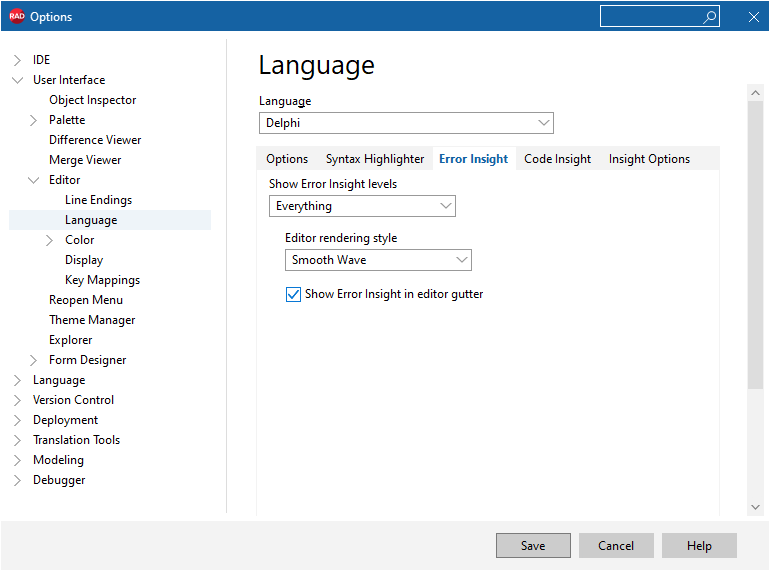 RAD Options
IDE
User Interface
Object Inspector
Palette
Difference Viewer
Merge Viewer
Editor
Line Endings
Language
Color
Display
Key Mappings
Reopen Menu
Theme Manager
Explorer
Form Designer
Language
Version Control
Deployment
Translation Tools
Modeling
Debugger
Language
Language
Delphi
Options Syntax Highlighter Error Insight Code Insight Insight Options
Show Error Insight levels
Everything
Editor rendering style
Smooth Wave
Show Error Insight in editor gutter
Save Cancel Help